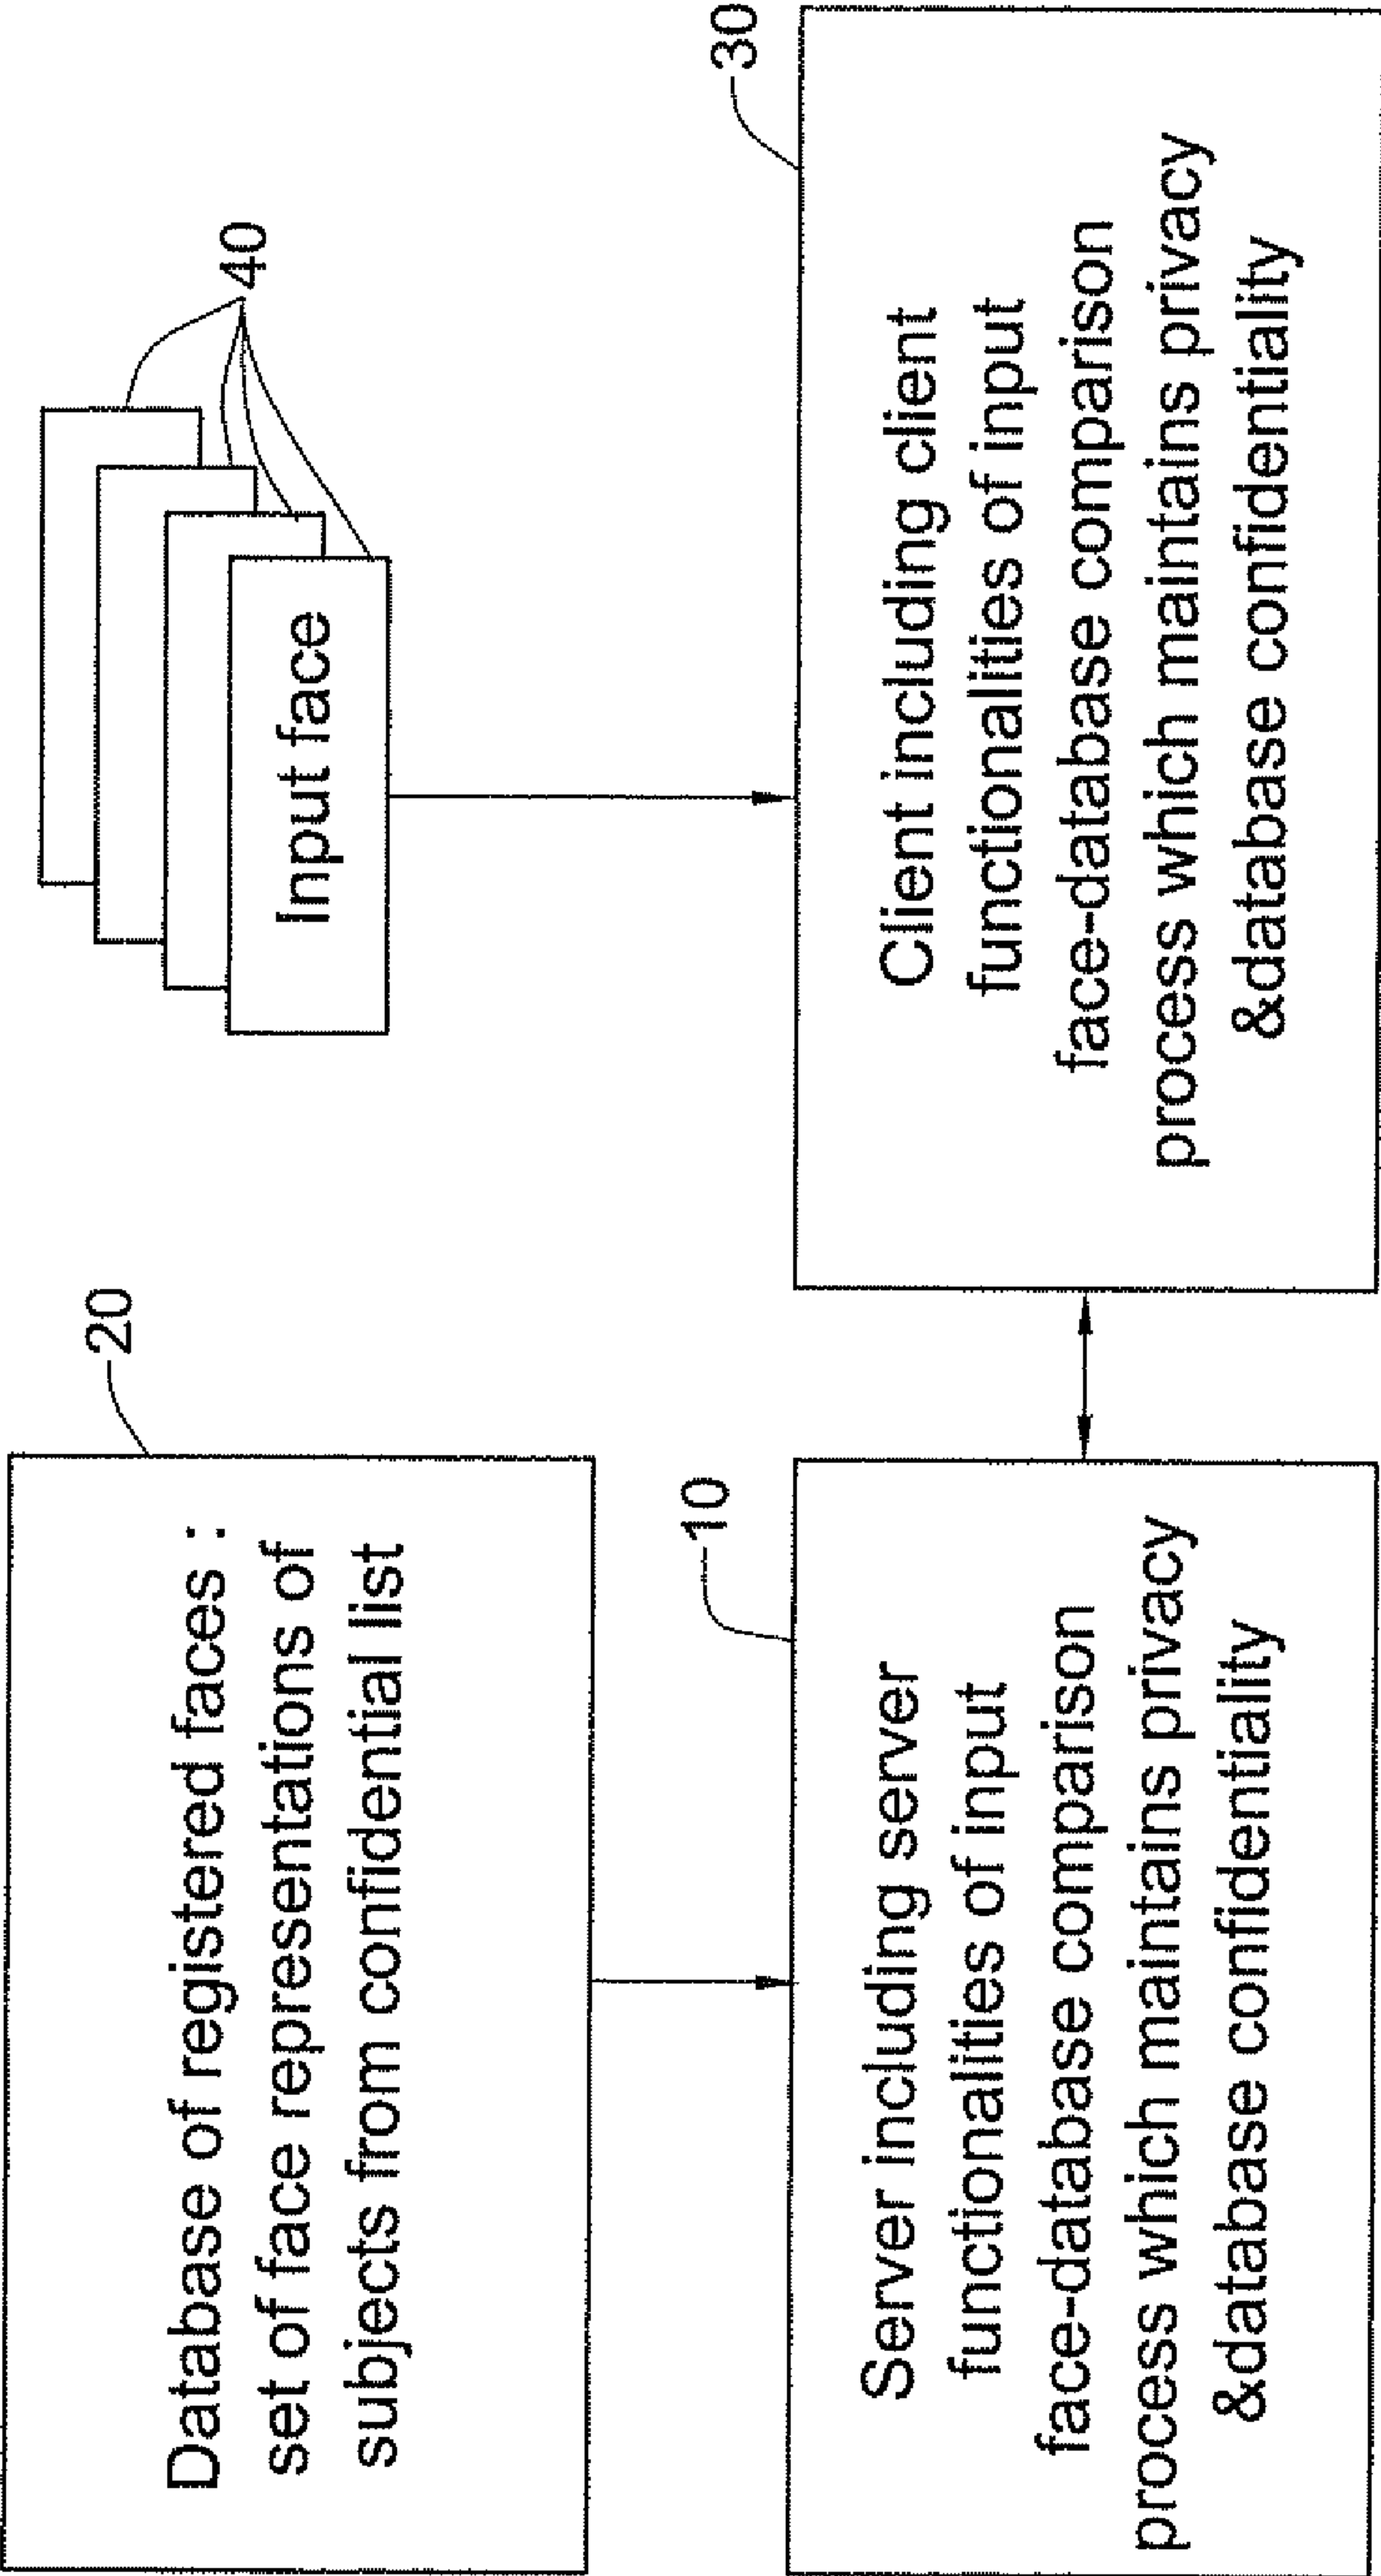 20
Database of registered faces :
set of face representations of
subjects from confidential list
40
Input face
10
Server including server
functionalities of input
face-database comparison
process which maintains privacy
&database confidentiality
30
Client including client
functionalities of input
face-database comparison
process which maintains privacy
&database confidentiality